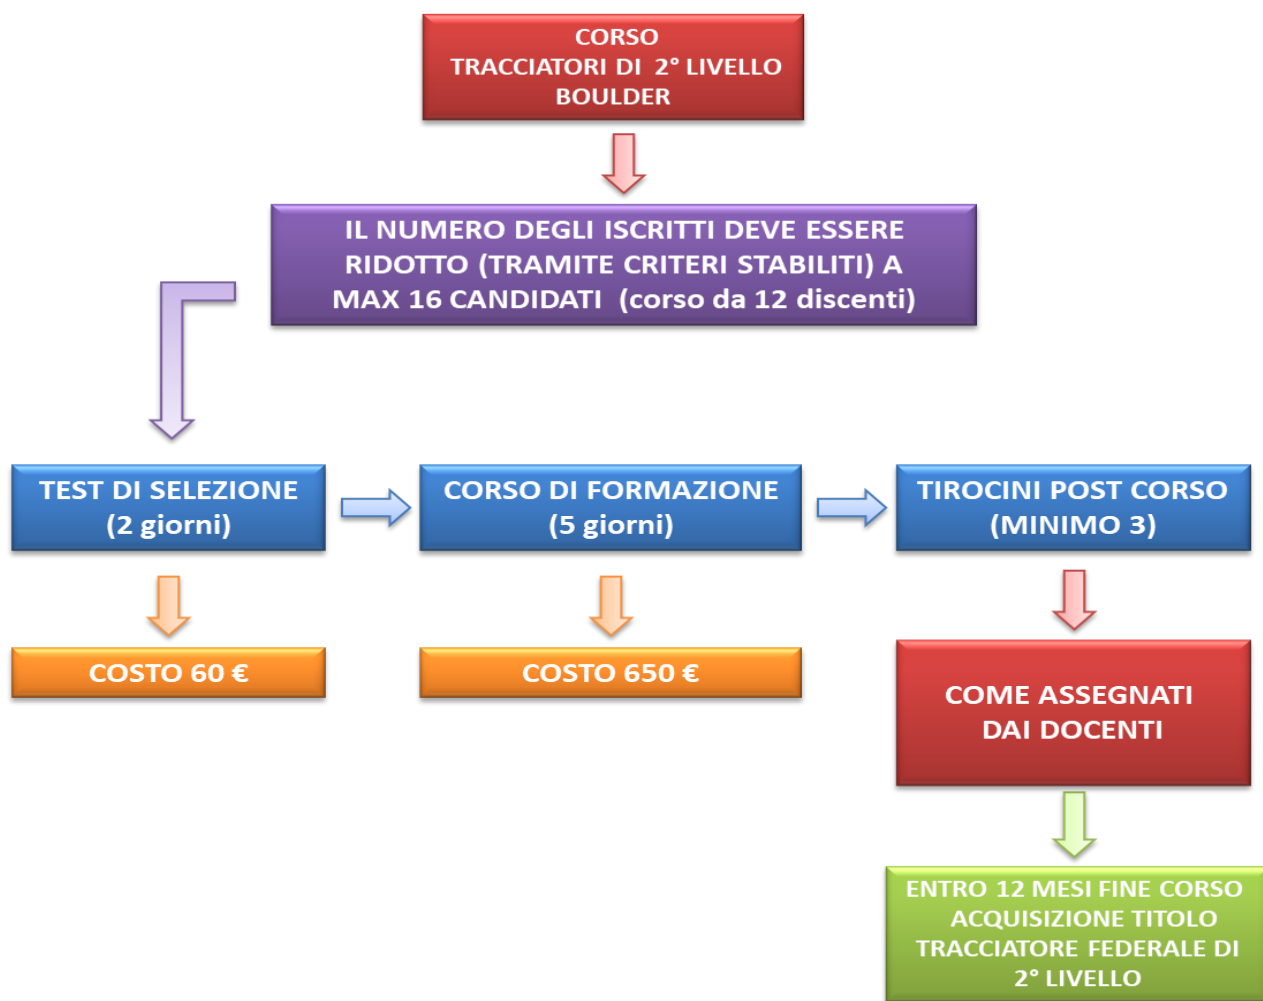 CORSO
TRACCIATORI DI 2° LIVELLO
BOULDER
IL NUMERO DEGLI ISCRITTI DEVE ESSERE
RIDOTTO (TRAMITE CRITERI STABILITI) A
MAX 16 CANDIDATI (corso da 12 discenti)
TEST DI SELEZIONE
(2 giorni)
CORSO DI FORMAZIONE
(5 giorni)
TIROCINI POST CORSO
(MINIMO 3)
COSTO 60 €
COSTO 650 €
COME ASSEGNATI
DAI DOCENTI
ENTRO 12 MESI FINE CORSO
ACQUISIZIONE TITOLO
TRACCIATORE FEDERALE DI
2° LIVELLO